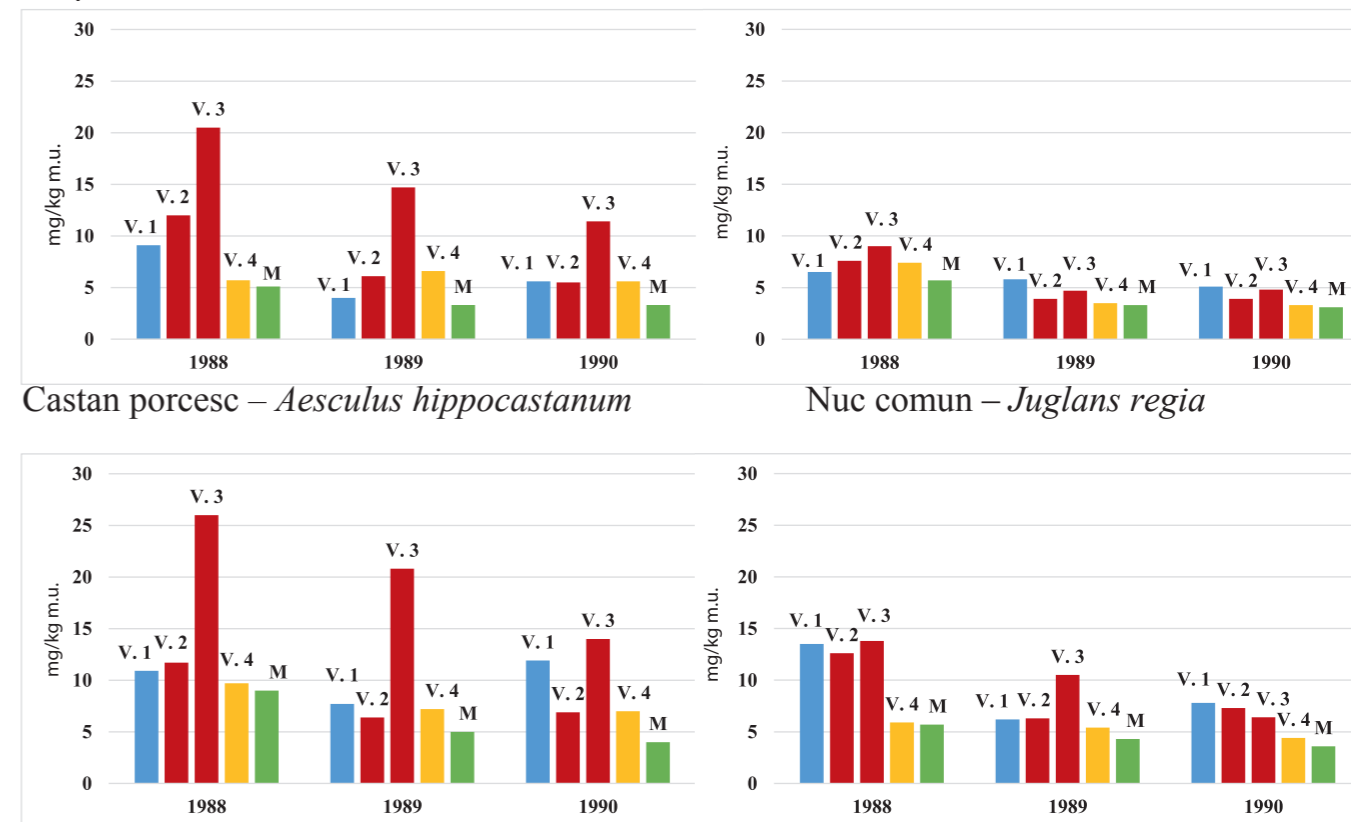 30
25
20
15
10
5
0
mg/kg m.u.
V. 1
V. 2
V. 3
V. 4
M
V. 1
V. 2
V. 3
V. 4
M
V. 1
V. 2
V. 3
V. 4
M
1988 1989 1990
30
25
20
15
10
5
0
mg/kg m.u.
V. 1
V. 2
V. 3
V. 4
M
V. 1
V. 2
V. 3
V. 4
M
V. 1
V. 2
V. 3
V. 4
M
1988 1989 1990
Castan porcesc – Aesculus hippocastanum
Nuc comun – Juglans regia
30
25
20
15
10
5
0
mg/kg m.u.
V. 1
V. 2
V. 3
V. 4
M
V. 1
V. 2
V. 3
V. 4
M
V. 1
V. 2
V. 3
V. 4
M
1988 1989 1990
30
25
20
15
10
5
0
mg/kg m.u.
V. 1
V. 2
V. 3
V. 4
M
V. 1
V. 2
V. 3
V. 4
M
V. 1
V. 2
V. 3
V. 4
M
1988 1989 1990